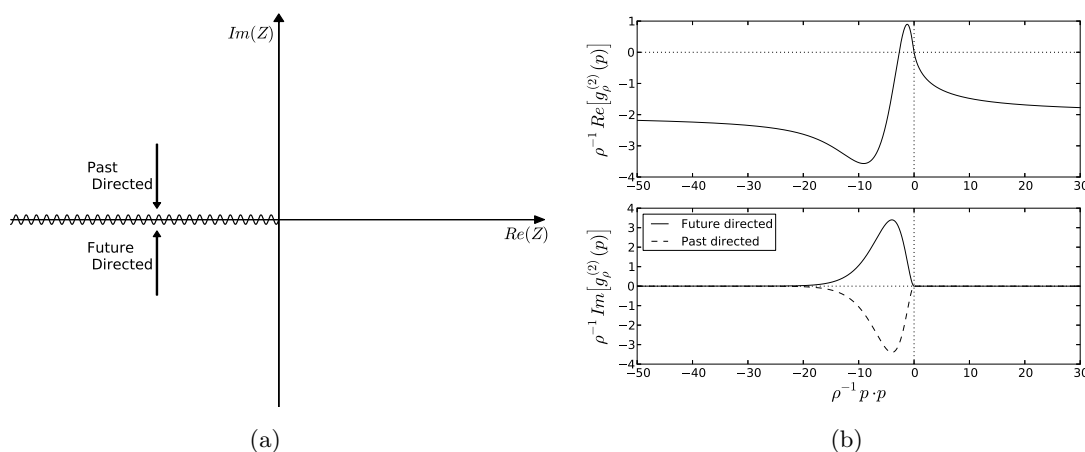 Im(Z)
Past
Directed
Future
Directed
Re(Z)
(a)
ρ⁻¹ Re[g_ρ^(2)(p)]
1
0
−1
−2
−3
−4
−50 −40 −30 −20 −10 0 10 20 30
ρ⁻¹ Im[g_ρ^(2)(p)]
4
3
2
1
0
−1
−2
−3
−4
Future directed
Past directed
−50 −40 −30 −20 −10 0 10 20 30
ρ⁻¹ p·p
(b)